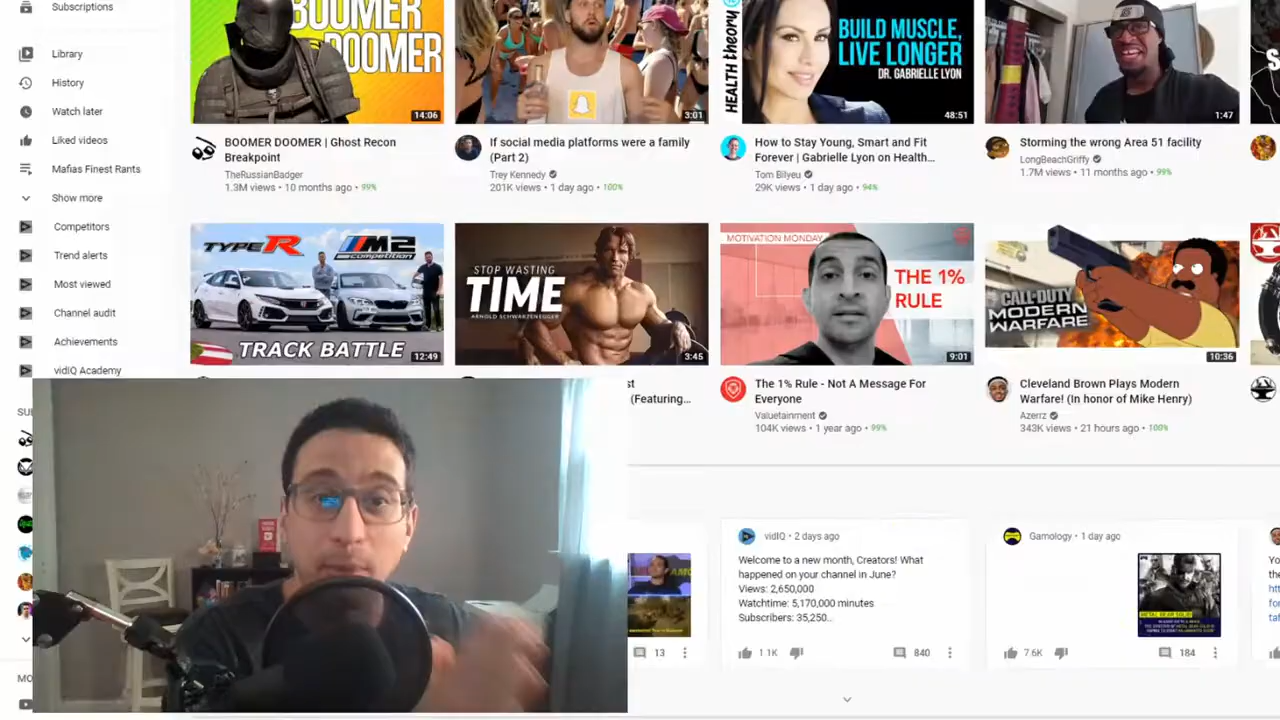 Subscriptions
Library
History
Watch later
Liked videos
Mafias Finest Rants
Show more
Competitors
Trend alerts
Most viewed
Channel audit
Achievements
vidIQ Academy
BOOMER
DOOMER
14:06
BOOMER DOOMER | Ghost Recon
Breakpoint
TheRussianBadger
1.3M views • 10 months ago • 99%
3:01
If social media platforms were a family
(Part 2)
Trey Kennedy
201K views • 1 day ago • 100%
HEALTH theory
BUILD MUSCLE,
LIVE LONGER
DR. GABRIELLE LYON
48:51
How to Stay Young, Smart and Fit
Forever | Gabrielle Lyon on Health…
Tom Bilyeu
29K views • 1 day ago • 94%
1:47
Storming the wrong Area 51 facility
LongBeachGriffy
1.7M views • 11 months ago • 99%
TYPE R
M2
competition
TRACK BATTLE
12:49
STOP WASTING
TIME
ARNOLD SCHWARZENEGGER
3:45
(Featuring…
MOTIVATION MONDAY
THE 1%
RULE
9:01
The 1% Rule - Not A Message For
Everyone
Valuetainment
104K views • 1 year ago • 99%
CALL OF DUTY
MODERN
WARFARE
10:36
Cleveland Brown Plays Modern
Warfare! (In honor of Mike Henry)
Azerrz
343K views • 21 hours ago • 100%
13
vidIQ • 2 days ago
Welcome to a new month, Creators! What
happened on your channel in June?
Views: 2,650,000
Watchtime: 5,170,000 minutes
Subscribers: 35,250…
1.1K
840
Gamology • 1 day ago
METAL GEAR SOLID
7.6K
184